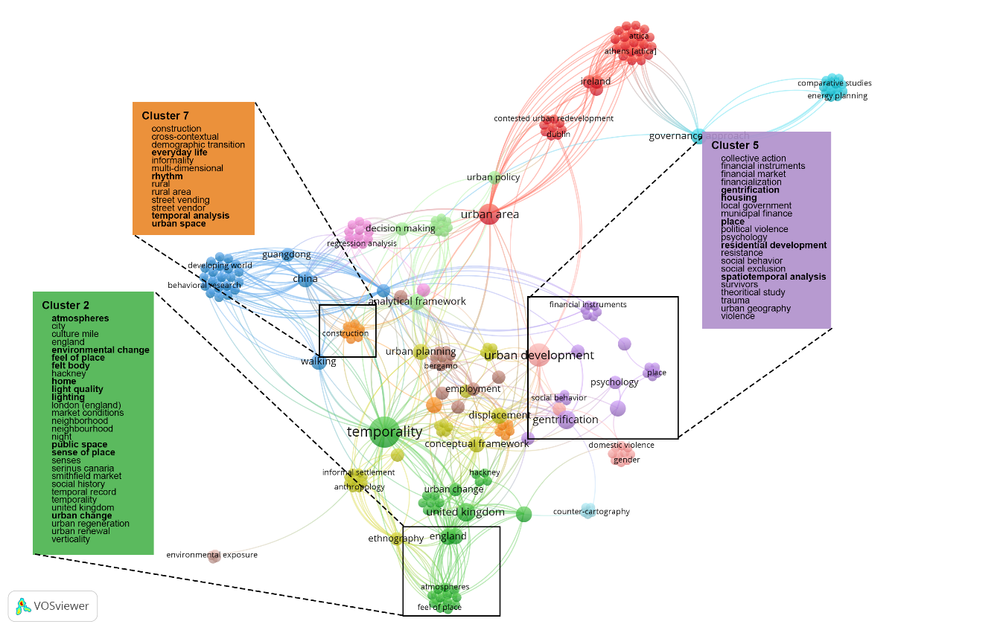 attica
athens [attica]
ireland
comparative studies
energy planning
contested urban redevelopment
dublin
governance approach
urban policy
urban area
decision making
regression analysis
guangdong
developing world
china
behavioral research
analytical framework
construction
financial instruments
walking
urban planning
bergamo
urban development
place
psychology
employment
social behavior
displacement
gentrification
temporality
conceptual framework
domestic violence
gender
informal settlement
anthropology
hackney
urban change
united kingdom
counter-cartography
ethnography
england
environmental exposure
atmospheres
feel of place
Cluster 7
construction
cross-contextual
demographic transition
everyday life
informality
multi-dimensional
rhythm
rural
rural area
street vending
street vendor
temporal analysis
urban space
Cluster 5
collective action
financial instruments
financial market
financialization
gentrification
housing
local government
municipal finance
place
political violence
psychology
residential development
resistance
social behavior
social exclusion
spatiotemporal analysis
survivors
theoritical study
trauma
urban geography
violence
Cluster 2
atmospheres
city
culture mile
england
environmental change
feel of place
felt body
hackney
home
light quality
lighting
london (england)
market conditions
neighborhood
neighbourhood
night
public space
sense of place
senses
serinus canaria
smithfield market
social history
temporal record
temporality
united kingdom
urban change
urban regeneration
urban renewal
verticality
VOSviewer